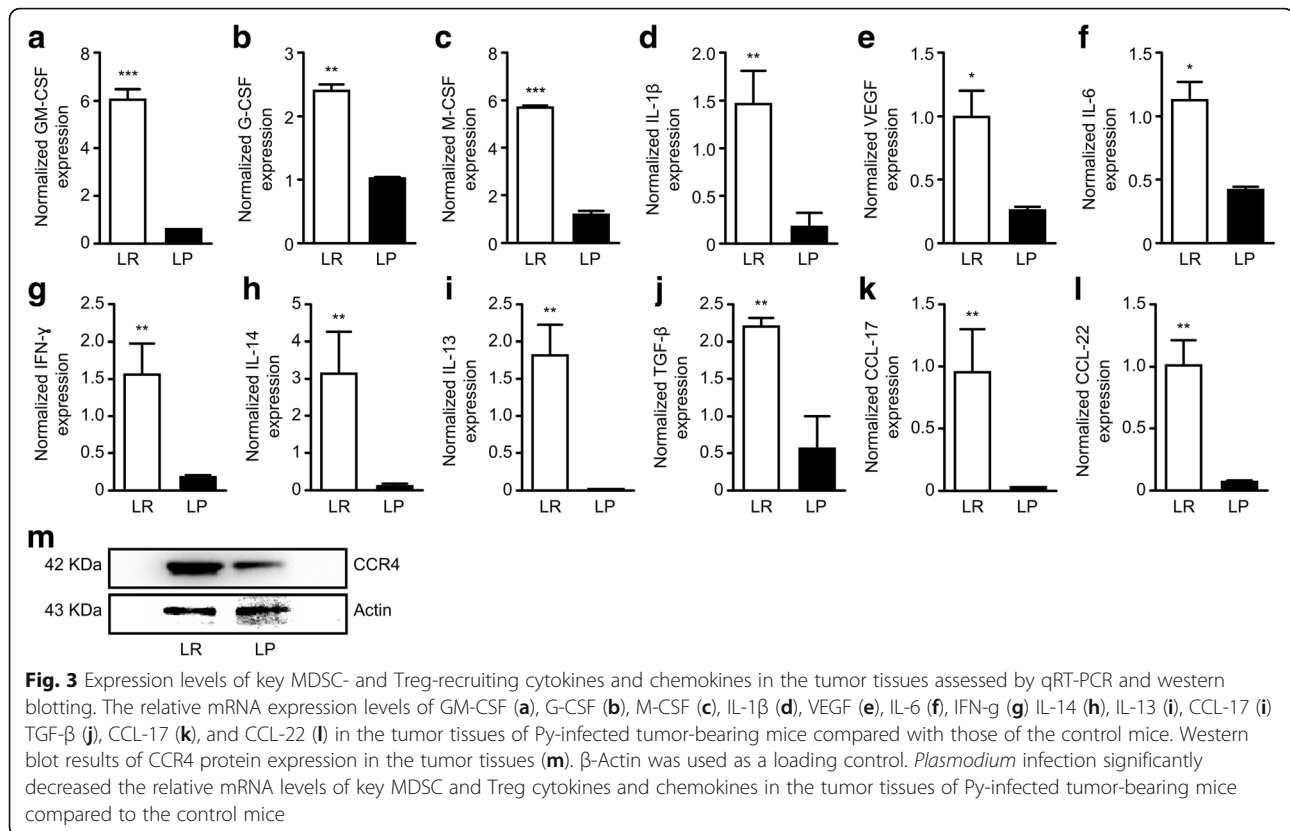 a
Normalized GM-CSF
expression
8
6
4
2
0
***
LR LP
b
Normalized G-CSF
expression
3
2
1
0
**
LR LP
c
Normalized M-CSF
expression
8
6
4
2
0
***
LR LP
d
Normalized IL-1β
expression
2.0
1.5
1.0
0.5
0
**
LR LP
e
Normalized VEGF
expression
1.5
1.0
0.5
0
*
LR LP
f
Normalized IL-6
expression
1.5
1.0
0.5
0
*
LR LP
g
Normalized IFN-γ
expression
2.5
2.0
1.5
1.0
0.5
0
**
LR LP
h
Normalized IL-14
expression
5
4
3
2
1
0
**
LR LP
i
Normalized IL-13
expression
2.5
2.0
1.5
1.0
0.5
0
**
LR LP
j
Normalized TGF-β
expression
2.5
2.0
1.5
1.0
0.5
0
**
LR LP
k
Normalized CCL-17
expression
1.5
1.0
0.5
0
**
LR LP
l
Normalized CCL-22
expression
1.5
1.0
0.5
0
**
LR LP
m
42 KDa CCR4
43 KDa Actin
LR LP
Fig. 3 Expression levels of key MDSC- and Treg-recruiting cytokines and chemokines in the tumor tissues assessed by qRT-PCR and western
blotting. The relative mRNA expression levels of GM-CSF (a), G-CSF (b), M-CSF (c), IL-1β (d), VEGF (e), IL-6 (f), IFN-g (g) IL-14 (h), IL-13 (i), CCL-17 (i)
TGF-β (j), CCL-17 (k), and CCL-22 (l) in the tumor tissues of Py-infected tumor-bearing mice compared with those of the control mice. Western
blot results of CCR4 protein expression in the tumor tissues (m). β-Actin was used as a loading control. Plasmodium infection significantly
decreased the relative mRNA levels of key MDSC and Treg cytokines and chemokines in the tumor tissues of Py-infected tumor-bearing mice
compared to the control mice